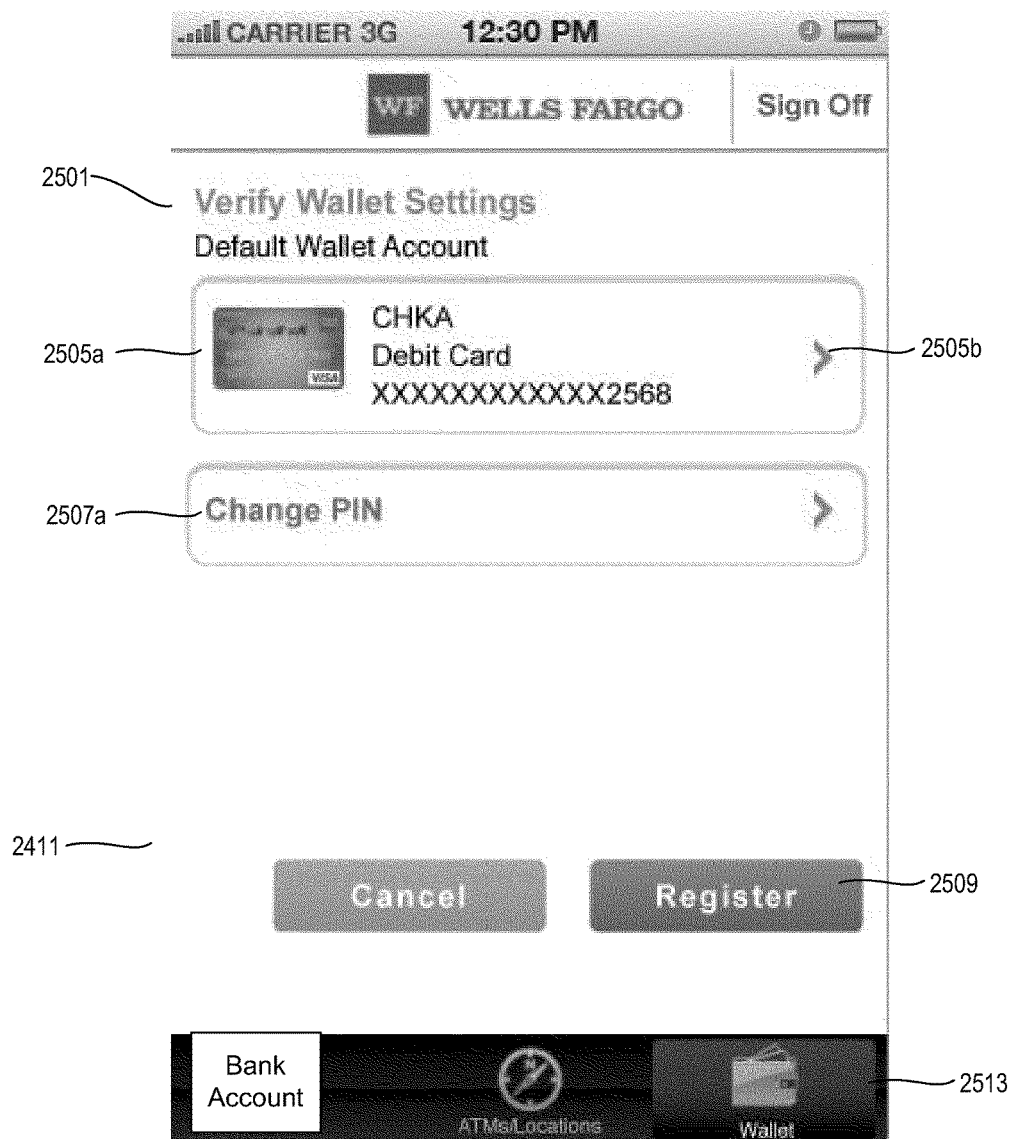 CARRIER 3G 12:30 PM
WF WELLS FARGO Sign Off
2501
Verify Wallet Settings
Default Wallet Account
2505a
VISA
CHKA
Debit Card
XXXXXXXXXXXX2568
2505b
2507a
Change PIN
2411
Cancel
Register
2509
Bank
Account
ATMs/Locations
Wallet
2513